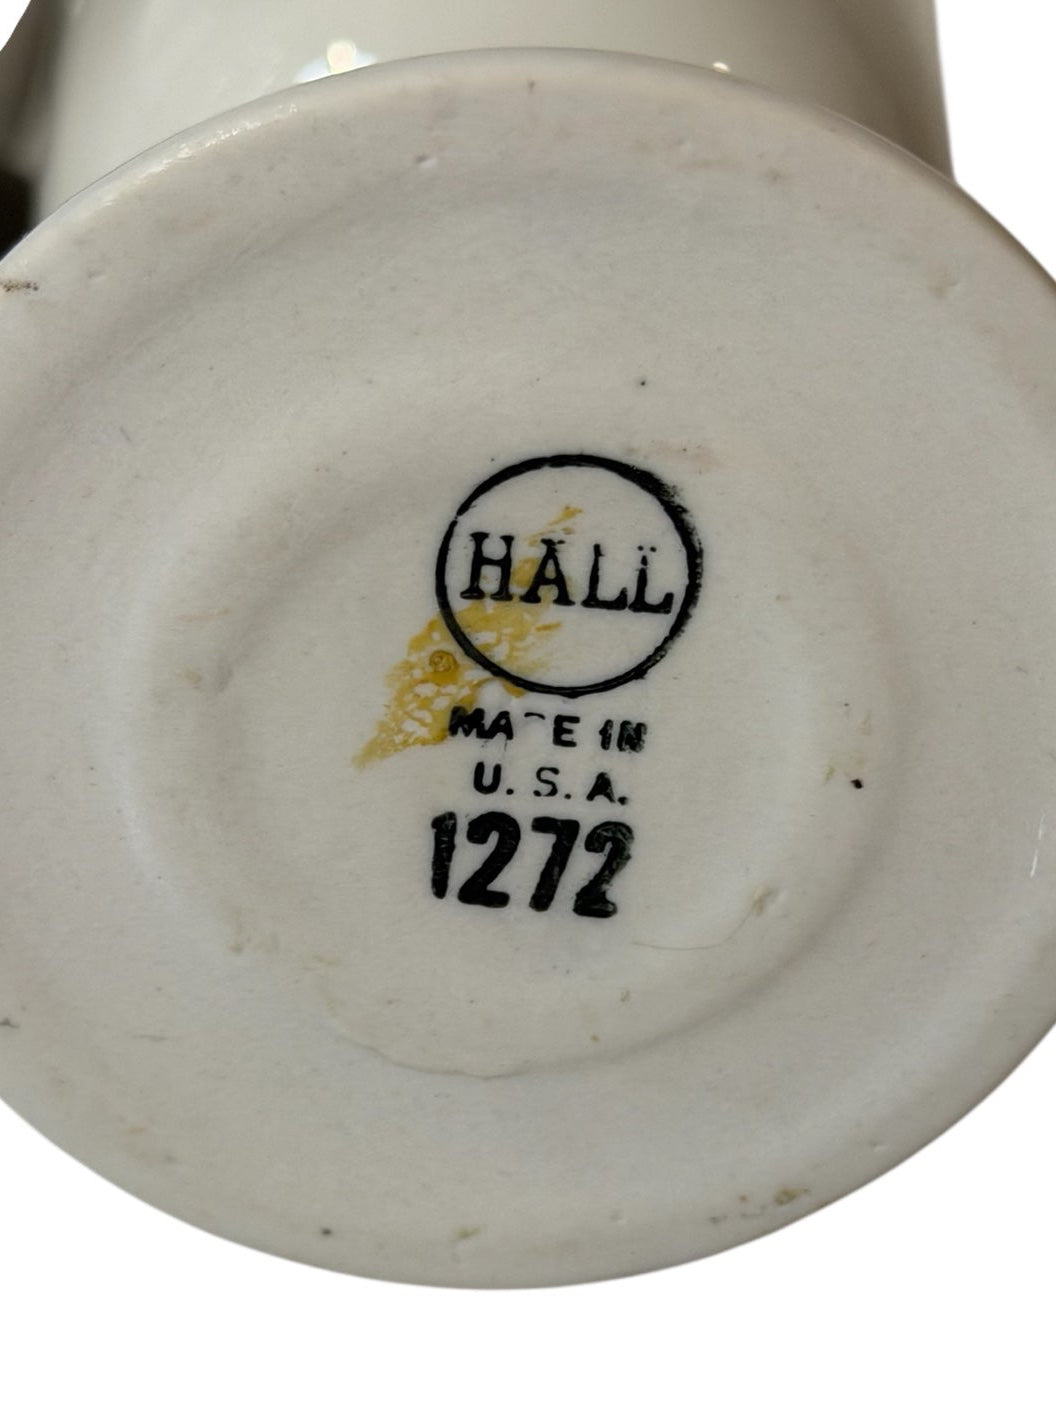 HALL
MADE IN
U. S. A.
1272